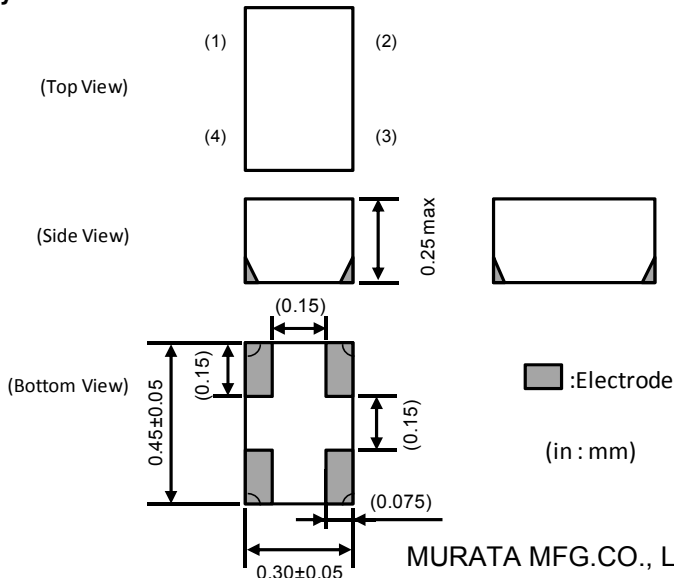 (1)
(2)
(Top View)
(4)
(3)
(Side View)
0.25 max
(0.15)
(Bottom View)
0.45±0.05
(0.15)
(0.15)
:Electrode
(in : mm)
(0.075)
0.30±0.05
MURATA MFG.CO., L